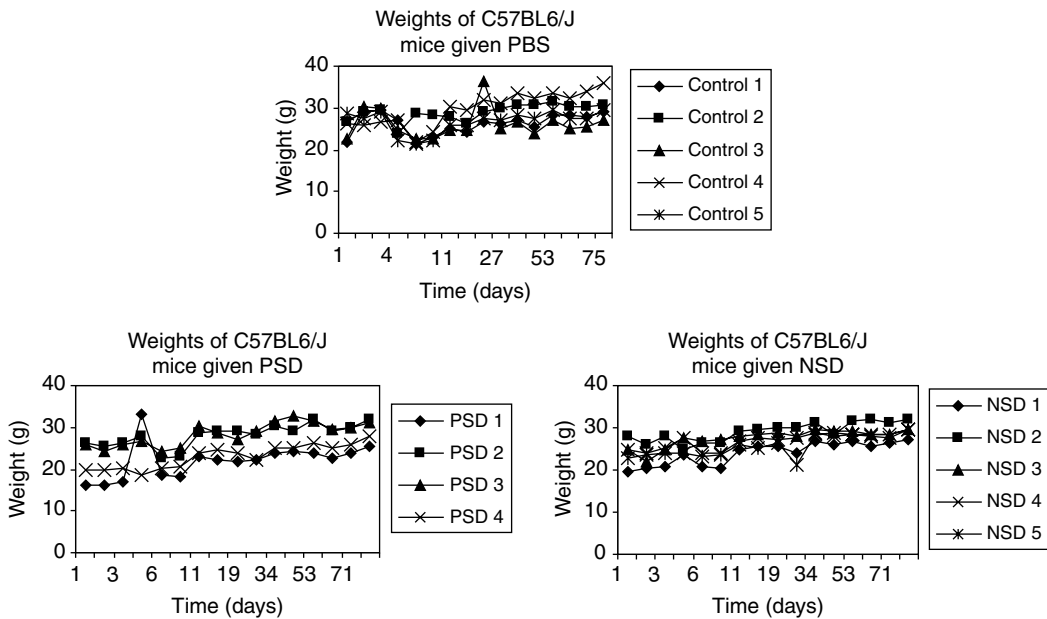 Weights of C57BL6/J
mice given PBS
Weight (g)
40
30
20
10
0
1 4 11 27 53 75
Time (days)
Control 1
Control 2
Control 3
Control 4
Control 5
Weights of C57BL6/J
mice given PSD
Weight (g)
40
30
20
10
0
1 3 6 11 19 34 53 71
Time (days)
PSD 1
PSD 2
PSD 3
PSD 4
Weights of C57BL6/J
mice given NSD
Weight (g)
40
30
20
10
0
1 3 6 11 19 34 53 71
Time (days)
NSD 1
NSD 2
NSD 3
NSD 4
NSD 5